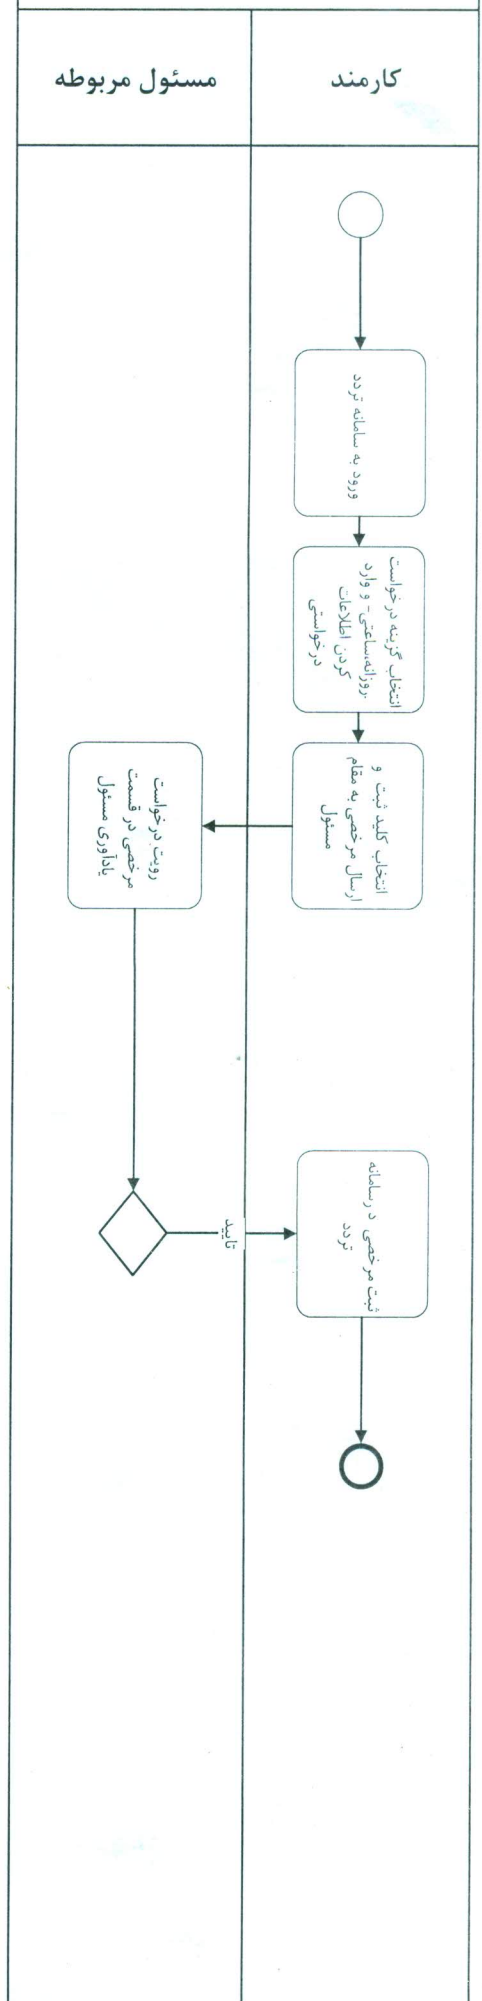 کارمند
مسئول مربوطه
ورود به سامانه تردد
انتخاب گزینه درخواست
روزانه،ساعتی- و وارد
کردن اطلاعات
درخواستی
انتخاب کلید ثبت و
ارسال مرخصی به مقام
مسئول
رویت درخواست
مرخصی در قسمت
یادآوری مسئول
تایید
ثبت مرخصی در سامانه
تردد